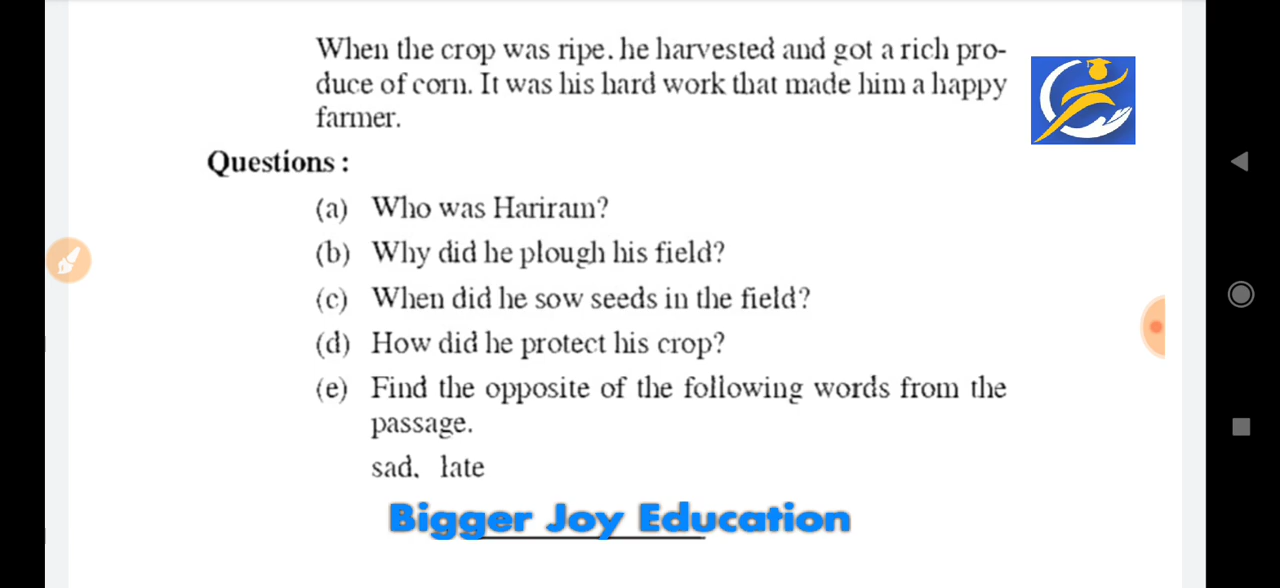 When the crop was ripe. he harvested and got a rich pro-
duce of corn. It was his hard work that made him a happy
farmer.
Questions :
(a) Who was Hariram?
(b) Why did he plough his field?
(c) When did he sow seeds in the field?
(d) How did he protect his crop?
(e) Find the opposite of the following words from the
passage.
sad. late
Bigger Joy Education